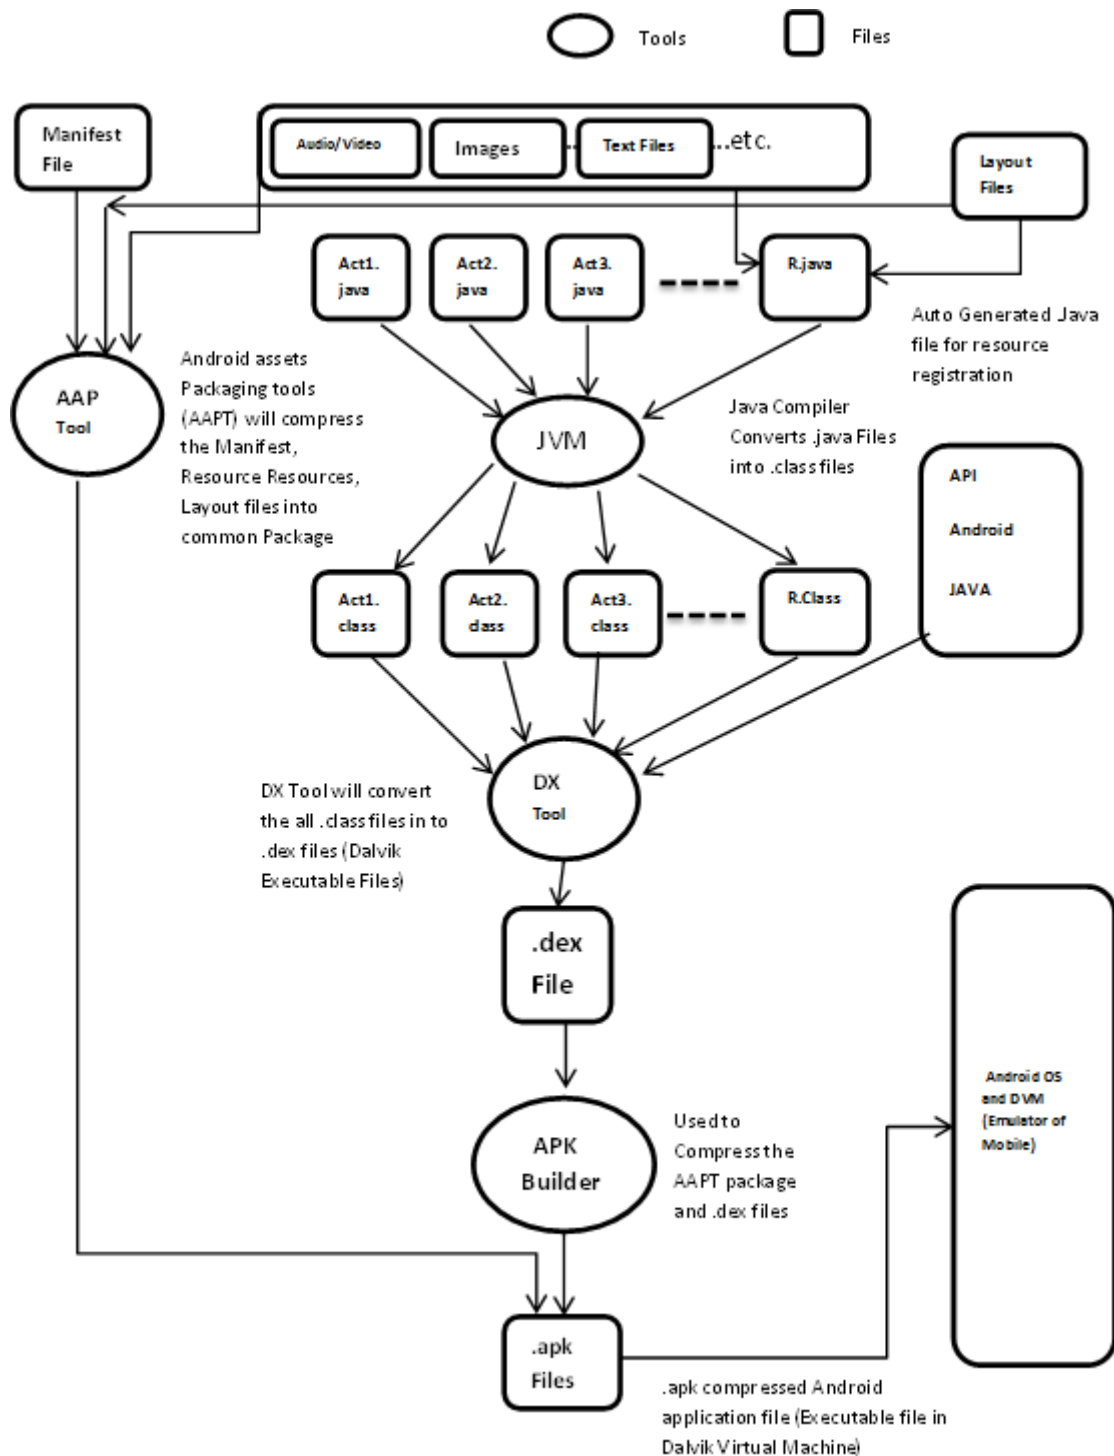 Tools
Files
Manifest
File
Audio/Video
Images
..
Text Files
...etc.
Layout
Files
Act1.
java
Act2.
java
Act3.
java
R.java
Auto Generated Java
file for resource
registration
AAP
Tool
Android assets
Packaging tools
(AAPT) will compress
the Manifest,
Resource Resources,
Layout files into
common Package
JVM
Java Compiler
Converts .java Files
into .class files
API
Android
JAVA
Act1.
class
Act2.
class
Act3.
class
R.Class
DX
Tool
DX Tool will convert
the all .class files in to
.dex files (Dalvik
Executable Files)
.dex
File
APK
Builder
Used to
Compress the
AAPT package
and .dex files
Android OS
and DVM
(Emulator of
Mobile)
.apk
Files
.apk compressed Android
application file (Executable file in
Dalvik Virtual Machine)